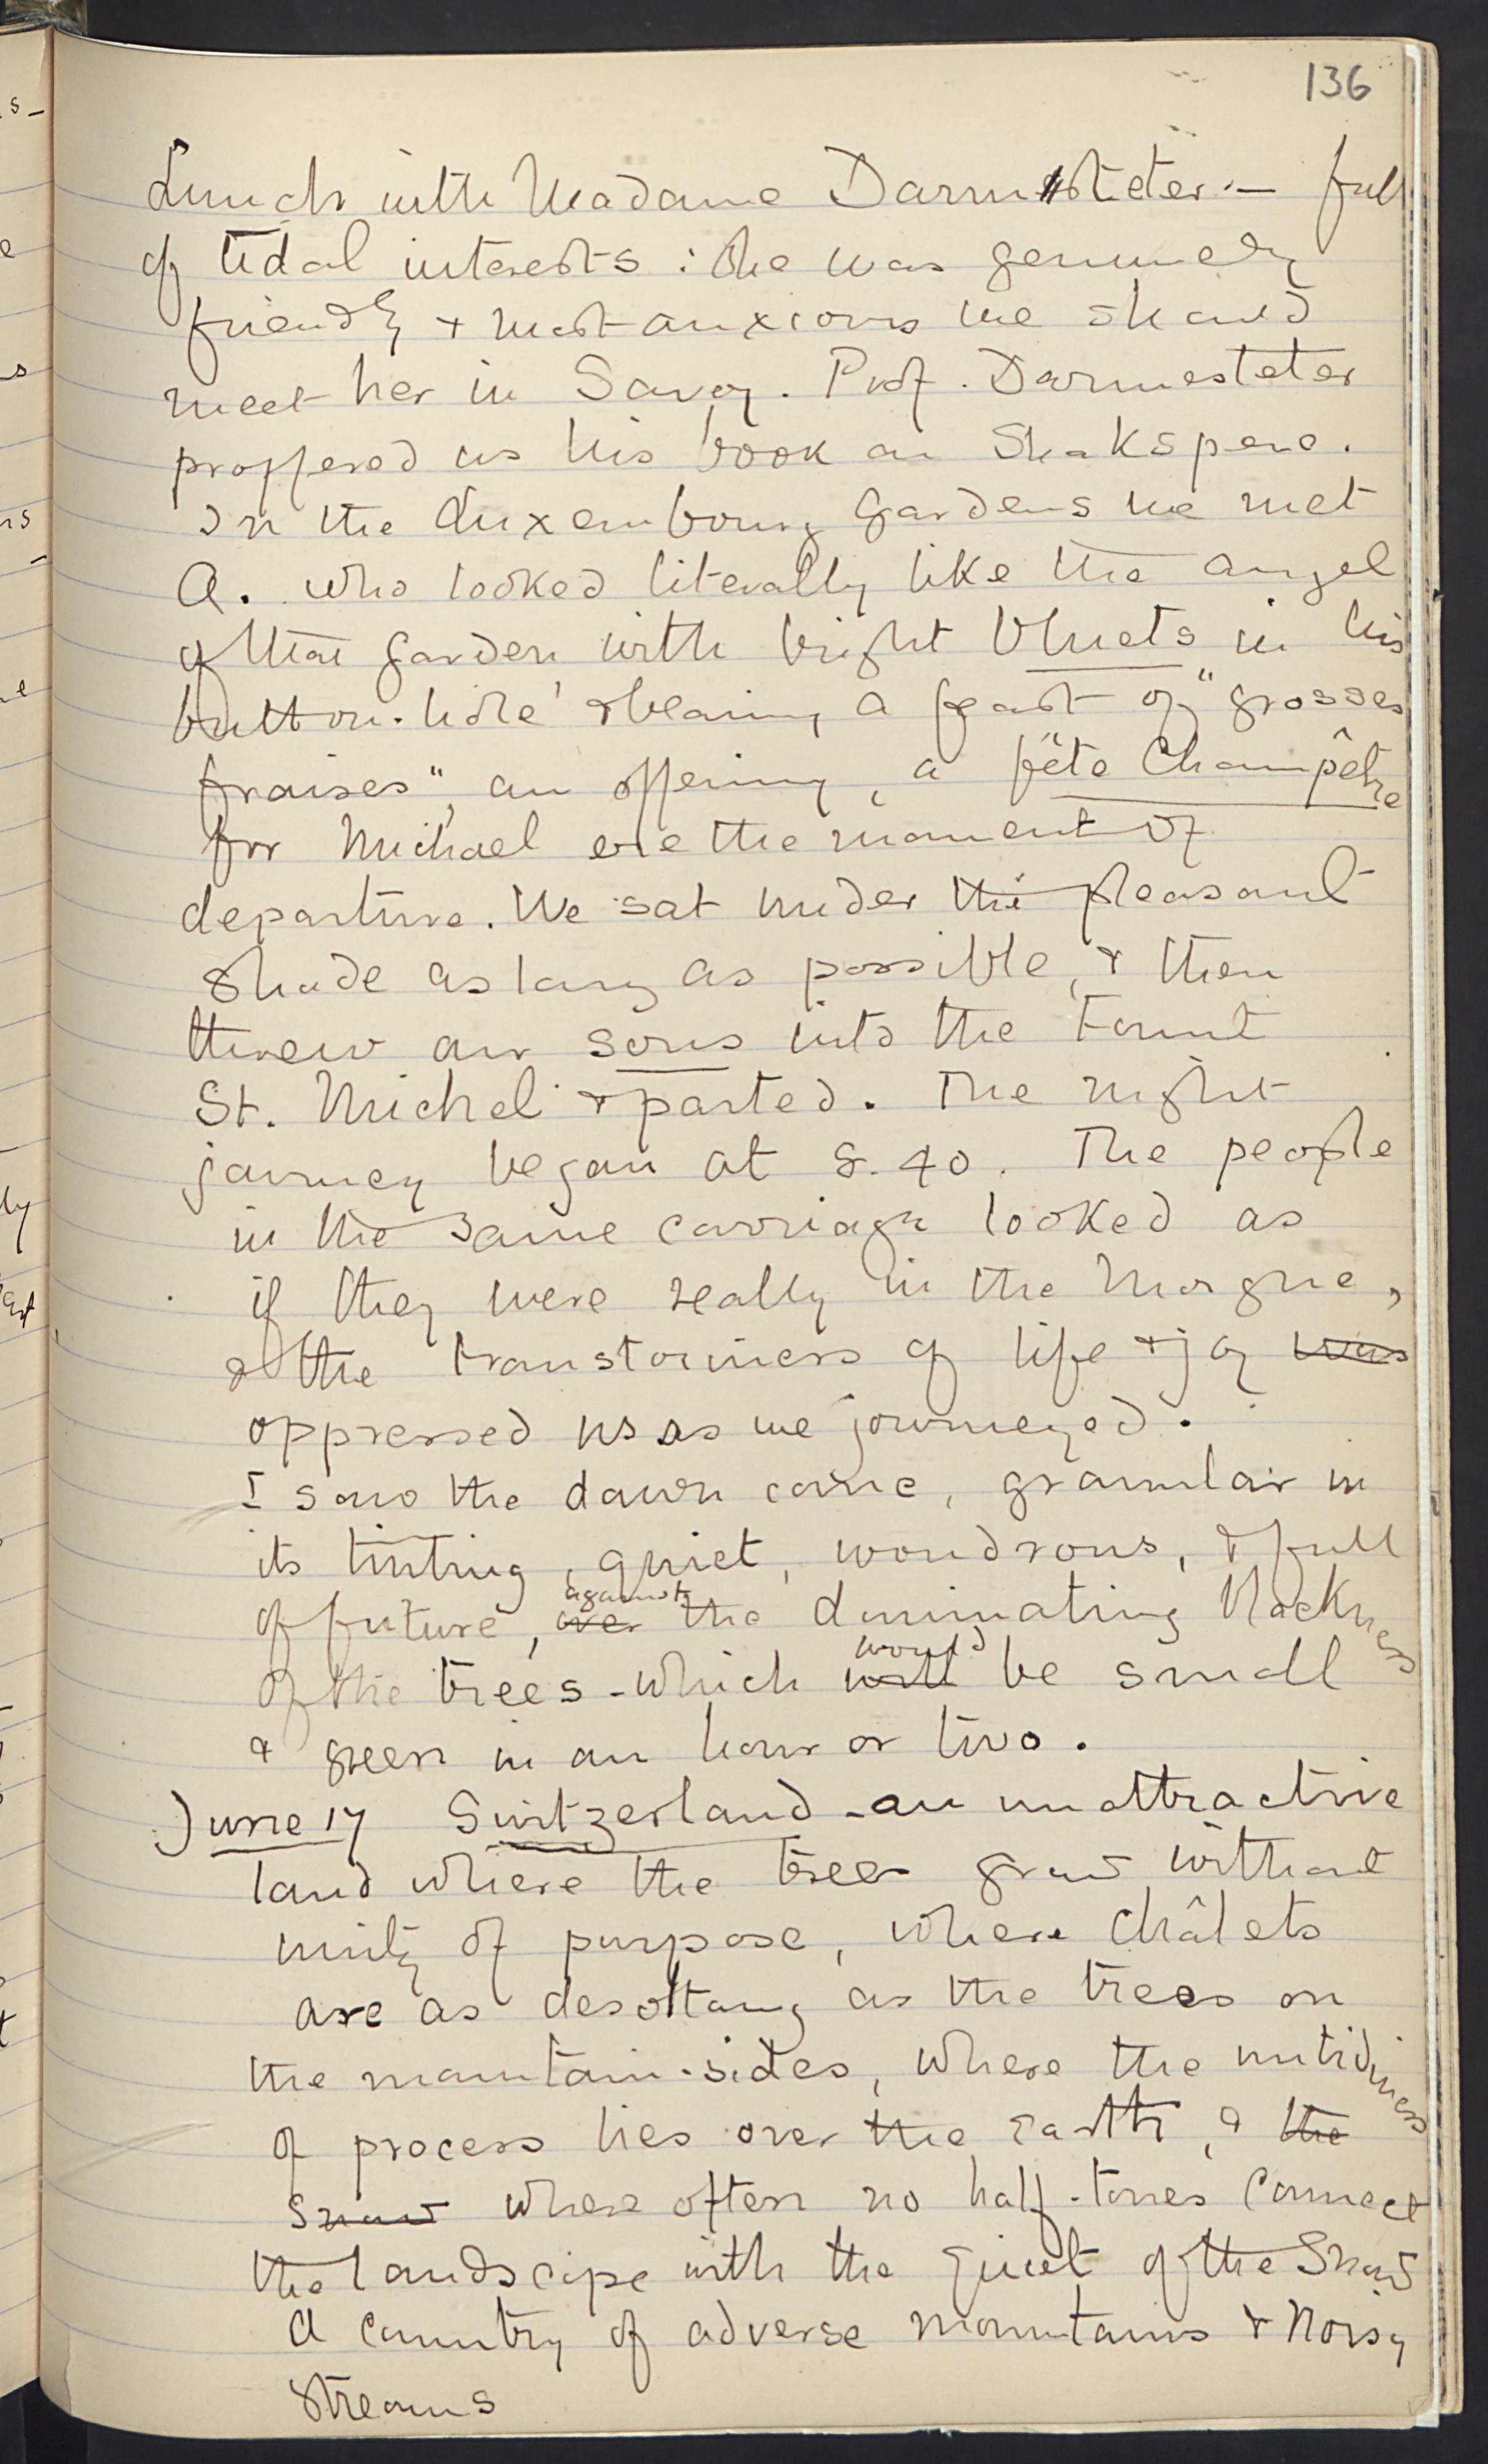 136
Lunch with Madame Darmesteter — full
of tidal interests : she was genuinely
friendly & most anxious we should
meet her in Savoy. Prof. Darmesteter
proffered us his book on Shakspere.
In the Luxembourg Gardens we met
A. who looked literally like the angel
of the garden with bright bluets in his
button-hole & bearing a feast of "grosses
fraises", an offering, a fête Champêtre
for Michael ere the moment of
departure. We sat under the pleasant
shade as long as possible, & then
threw our sous into the Fount
St. Michel & parted. The night
journey began at 8.40. The people
in the same carriage looked as
if they were really in the Morgue,
& the transtoriness of life & joy was
oppressed us as we journeyed.
I saw the dawn come, granular in
its tinting, quiet, wondrous, & full
of future, over against the dominating blackness
of the trees - which will would be small
& green in an hour or two.
June 17 Switzerland - an unattractive
land where the trees grow without
unity of purpose, where châlets
are as desoltary as the trees on
the mountain-sides, where the untidiness
of process lies over the earth, & the
snow where often no half-tones connect
the landscape with the quiet of the Snow
A country of adverse mountains & noisy
streams